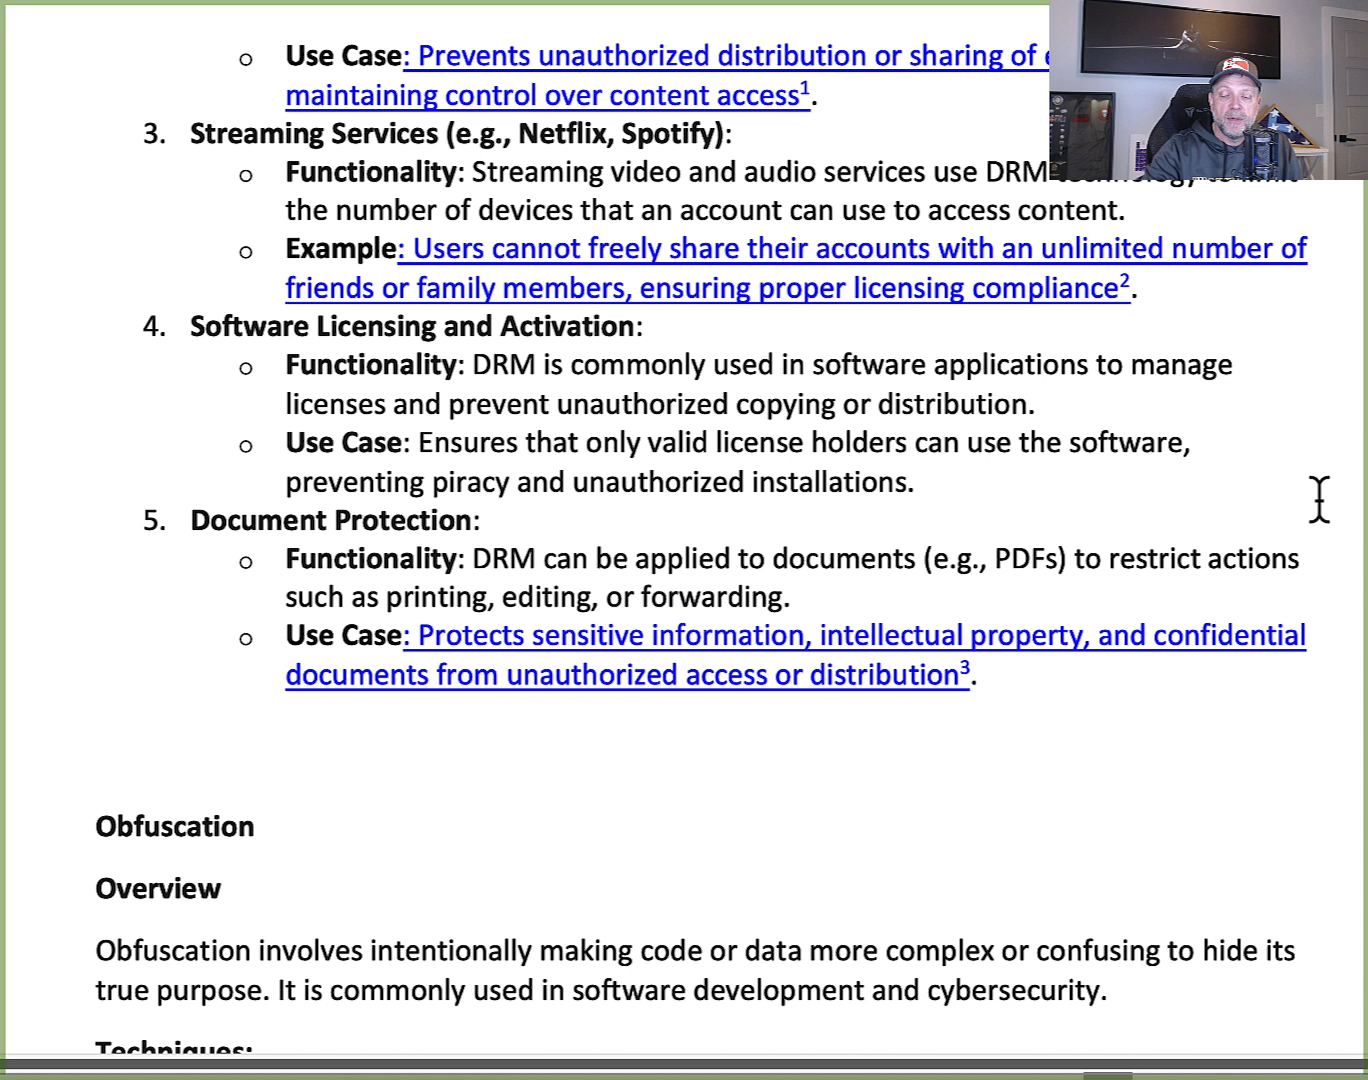 o Use Case: Prevents unauthorized distribution or sharing of
maintaining control over content access¹.
3. Streaming Services (e.g., Netflix, Spotify):
o Functionality: Streaming video and audio services use DRM
the number of devices that an account can use to access content.
o Example: Users cannot freely share their accounts with an unlimited number of
friends or family members, ensuring proper licensing compliance².
4. Software Licensing and Activation:
o Functionality: DRM is commonly used in software applications to manage
licenses and prevent unauthorized copying or distribution.
o Use Case: Ensures that only valid license holders can use the software,
preventing piracy and unauthorized installations.
5. Document Protection:
o Functionality: DRM can be applied to documents (e.g., PDFs) to restrict actions
such as printing, editing, or forwarding.
o Use Case: Protects sensitive information, intellectual property, and confidential
documents from unauthorized access or distribution³.
Obfuscation
Overview
Obfuscation involves intentionally making code or data more complex or confusing to hide its
true purpose. It is commonly used in software development and cybersecurity.
Techniques: